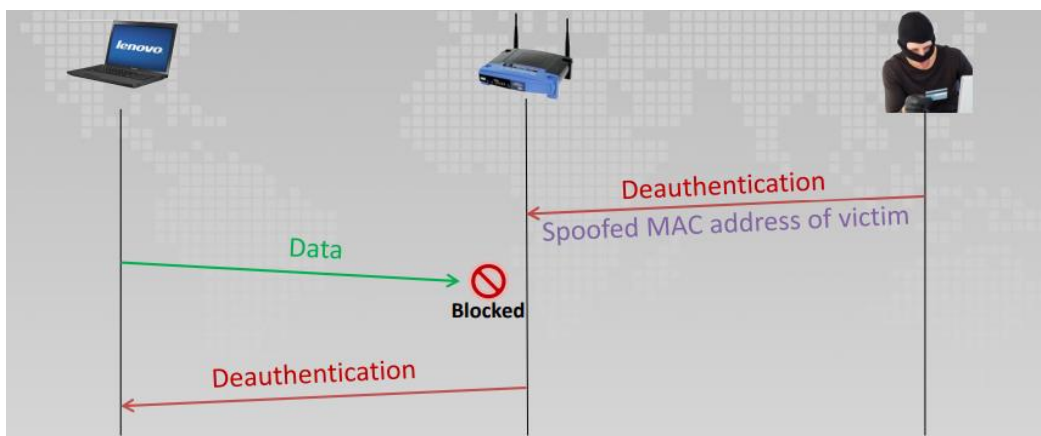 lenovo
Deauthentication
Spoofed MAC address of victim
Data
Blocked
Deauthentication